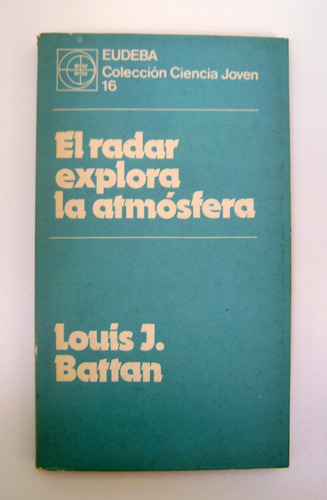 EUDEBA
Colección Ciencia Joven
16
El radar
explora
la atmósfera
Louis J.
Battan